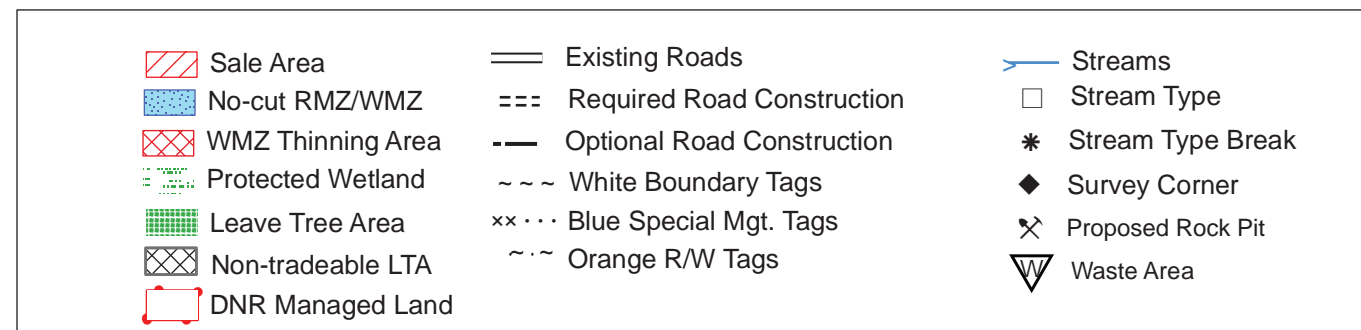 Sale Area
No-cut RMZ/WMZ
WMZ Thinning Area
Protected Wetland
Leave Tree Area
Non-tradeable LTA
DNR Managed Land
Existing Roads
Required Road Construction
Optional Road Construction
White Boundary Tags
Blue Special Mgt. Tags
Orange R/W Tags
Streams
Stream Type
Stream Type Break
Survey Corner
Proposed Rock Pit
W Waste Area